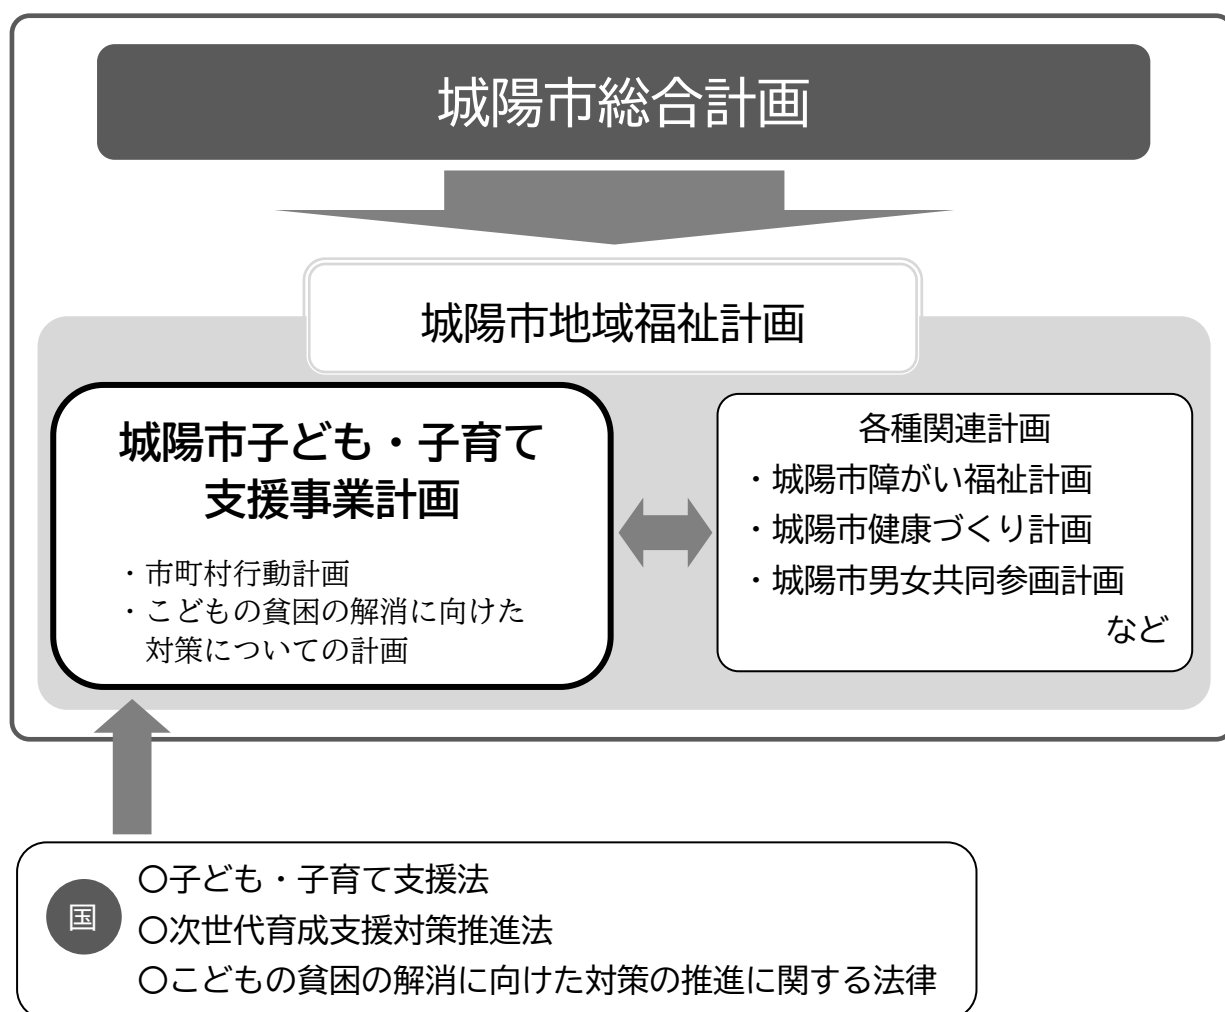 城陽市総合計画
城陽市地域福祉計画
城陽市子ども・子育て
支援事業計画
・市町村行動計画
・こどもの貧困の解消に向けた
対策についての計画
各種関連計画
・城陽市障がい福祉計画
・城陽市健康づくり計画
・城陽市男女共同参画計画
など
国
〇子ども・子育て支援法
〇次世代育成支援対策推進法
〇こどもの貧困の解消に向けた対策の推進に関する法律